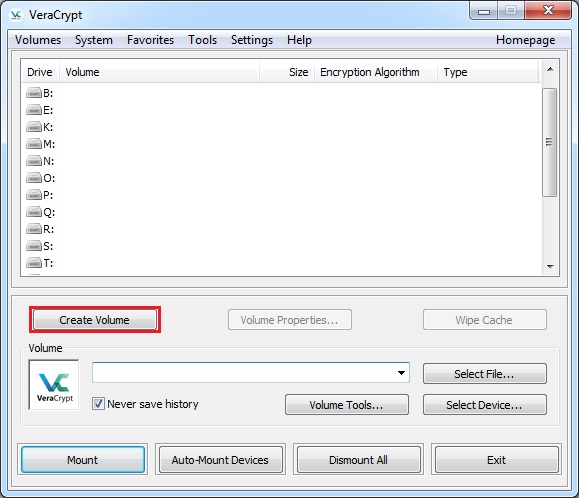 VeraCrypt
Volumes System Favorites Tools Settings Help Homepage
Drive Volume Size Encryption Algorithm Type
B:
E:
K:
M:
N:
O:
P:
Q:
R:
S:
T:
Create Volume Volume Properties... Wipe Cache
Volume
VeraCrypt
Select File...
Never save history Volume Tools... Select Device...
Mount Auto-Mount Devices Dismount All Exit